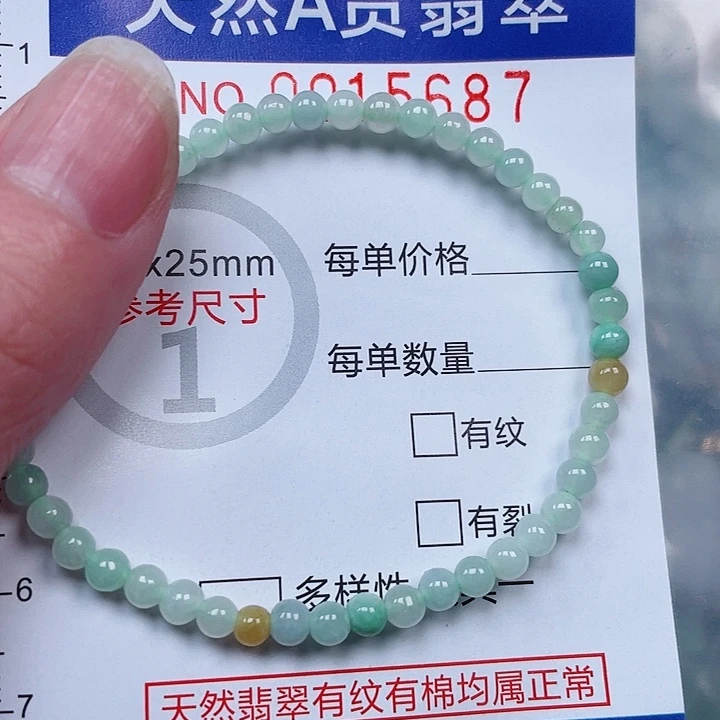 天然A货翡翠
1
NO 0015687
x25mm
每单价格
参考尺寸
1
每单数量
有纹
有裂
6
多样性
7
天然翡翠有纹有棉均属正常